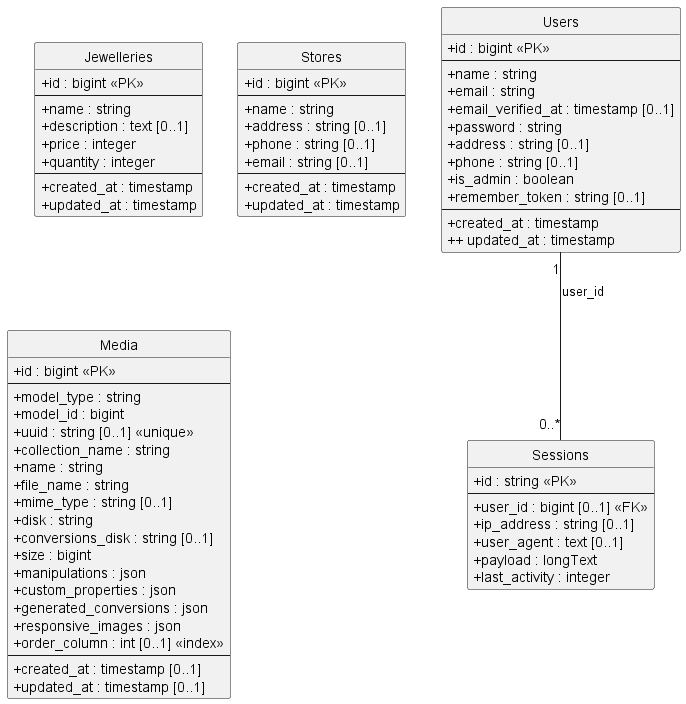 Jewelleries
+id : bigint «PK»
+name : string
+description : text [0..1]
+price : integer
+quantity : integer
+created_at : timestamp
+updated_at : timestamp
Stores
+id : bigint «PK»
+name : string
+address : string [0..1]
+phone : string [0..1]
+email : string [0..1]
+created_at : timestamp
+updated_at : timestamp
Users
+id : bigint «PK»
+name : string
+email : string
+email_verified_at : timestamp [0..1]
+password : string
+address : string [0..1]
+phone : string [0..1]
+is_admin : boolean
+remember_token : string [0..1]
+created_at : timestamp
++ updated_at : timestamp
1
user_id
0..*
Media
+id : bigint «PK»
+model_type : string
+model_id : bigint
+uuid : string [0..1] «unique»
+collection_name : string
+name : string
+file_name : string
+mime_type : string [0..1]
+disk : string
+conversions_disk : string [0..1]
+size : bigint
+manipulations : json
+custom_properties : json
+generated_conversions : json
+responsive_images : json
+order_column : int [0..1] «index»
+created_at : timestamp [0..1]
+updated_at : timestamp [0..1]
Sessions
+id : string «PK»
+user_id : bigint [0..1] «FK»
+ip_address : string [0..1]
+user_agent : text [0..1]
+payload : longText
+last_activity : integer